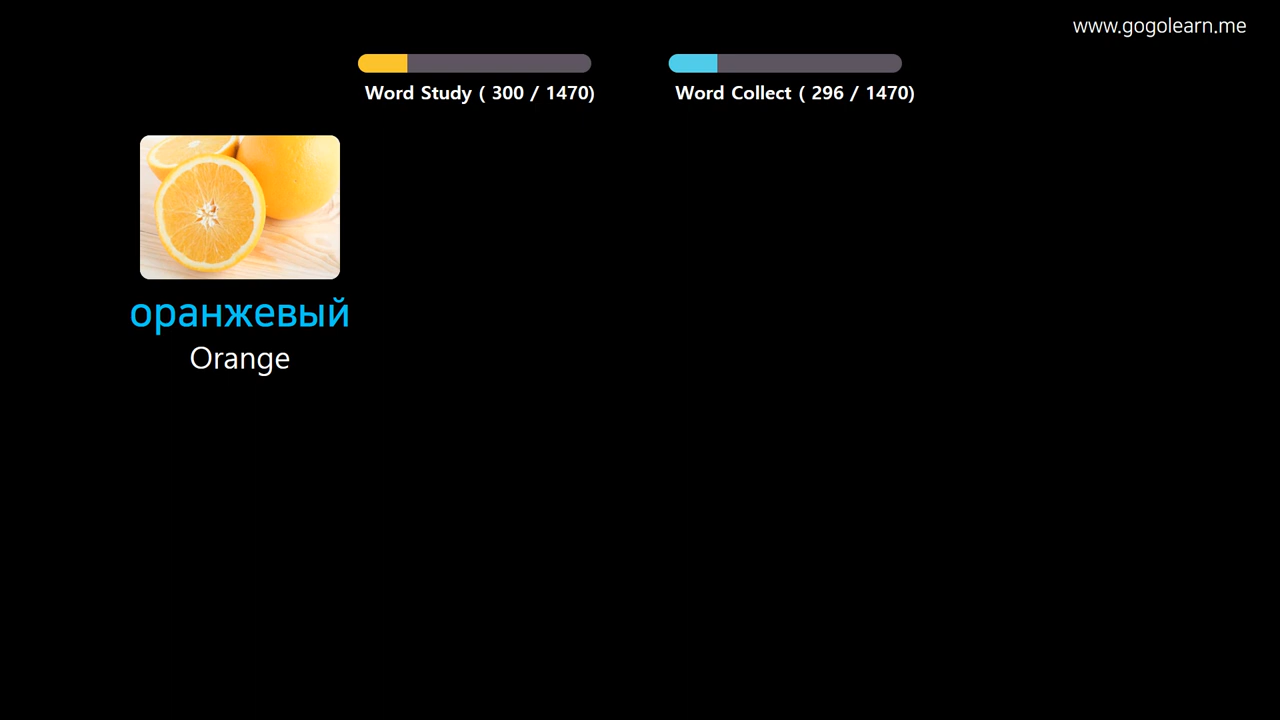 www.gogolearn.me
Word Study ( 300 / 1470)
Word Collect ( 296 / 1470)
оранжевый
Orange